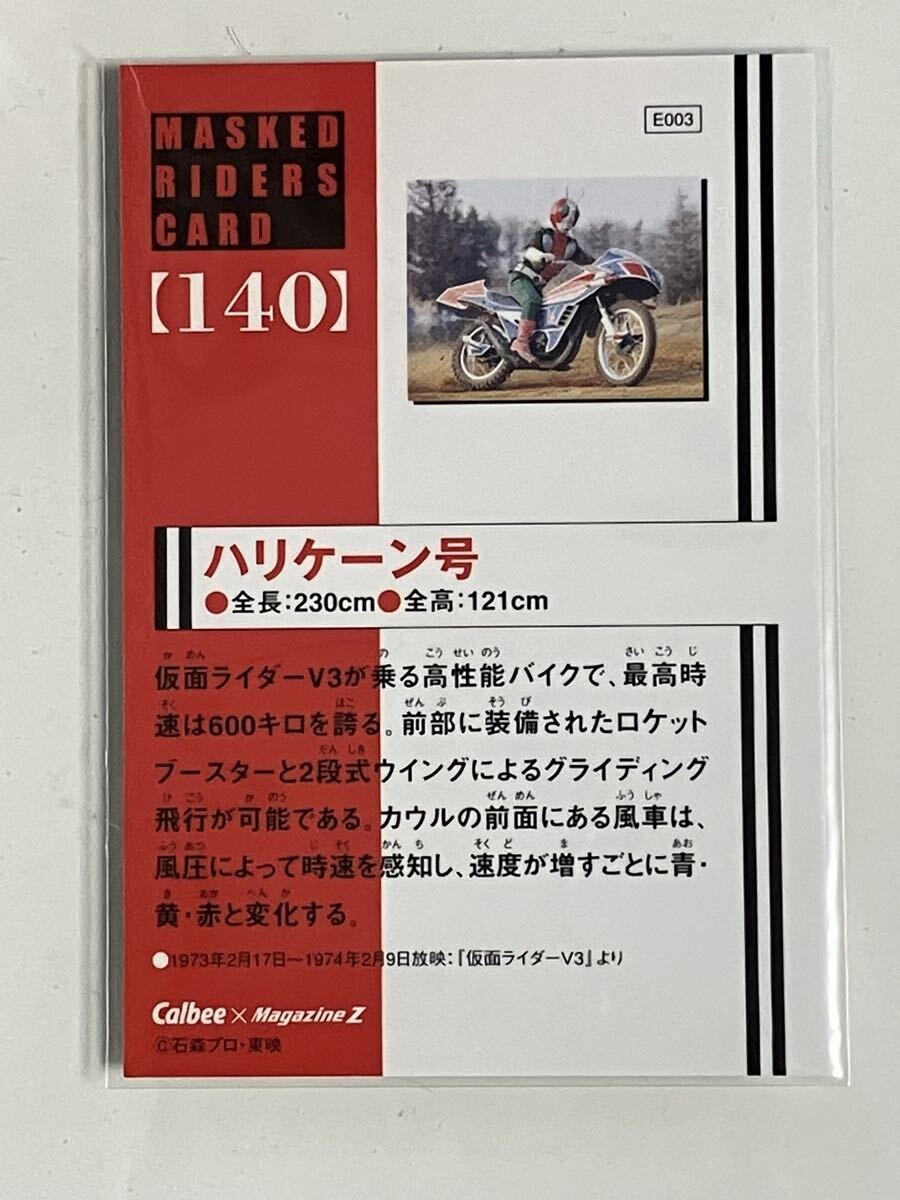 MASKED
RIDERS
CARD
【140】
E003
ハリケーン号
●全長:230cm●全高:121cm
仮面ライダーV3が乗る高性能バイクで、最高時
速は600キロを誇る。前部に装備されたロケット
ブースターと2段式ウイングによるグライディング
飛行が可能である。カウルの前面にある風車は、
風圧によって時速を感知し、速度が増すごとに青・
黄・赤と変化する。
●1973年2月17日〜1974年2月9日放映:『仮面ライダーV3』より
Calbee×Magazine Z
©石森プロ・東映